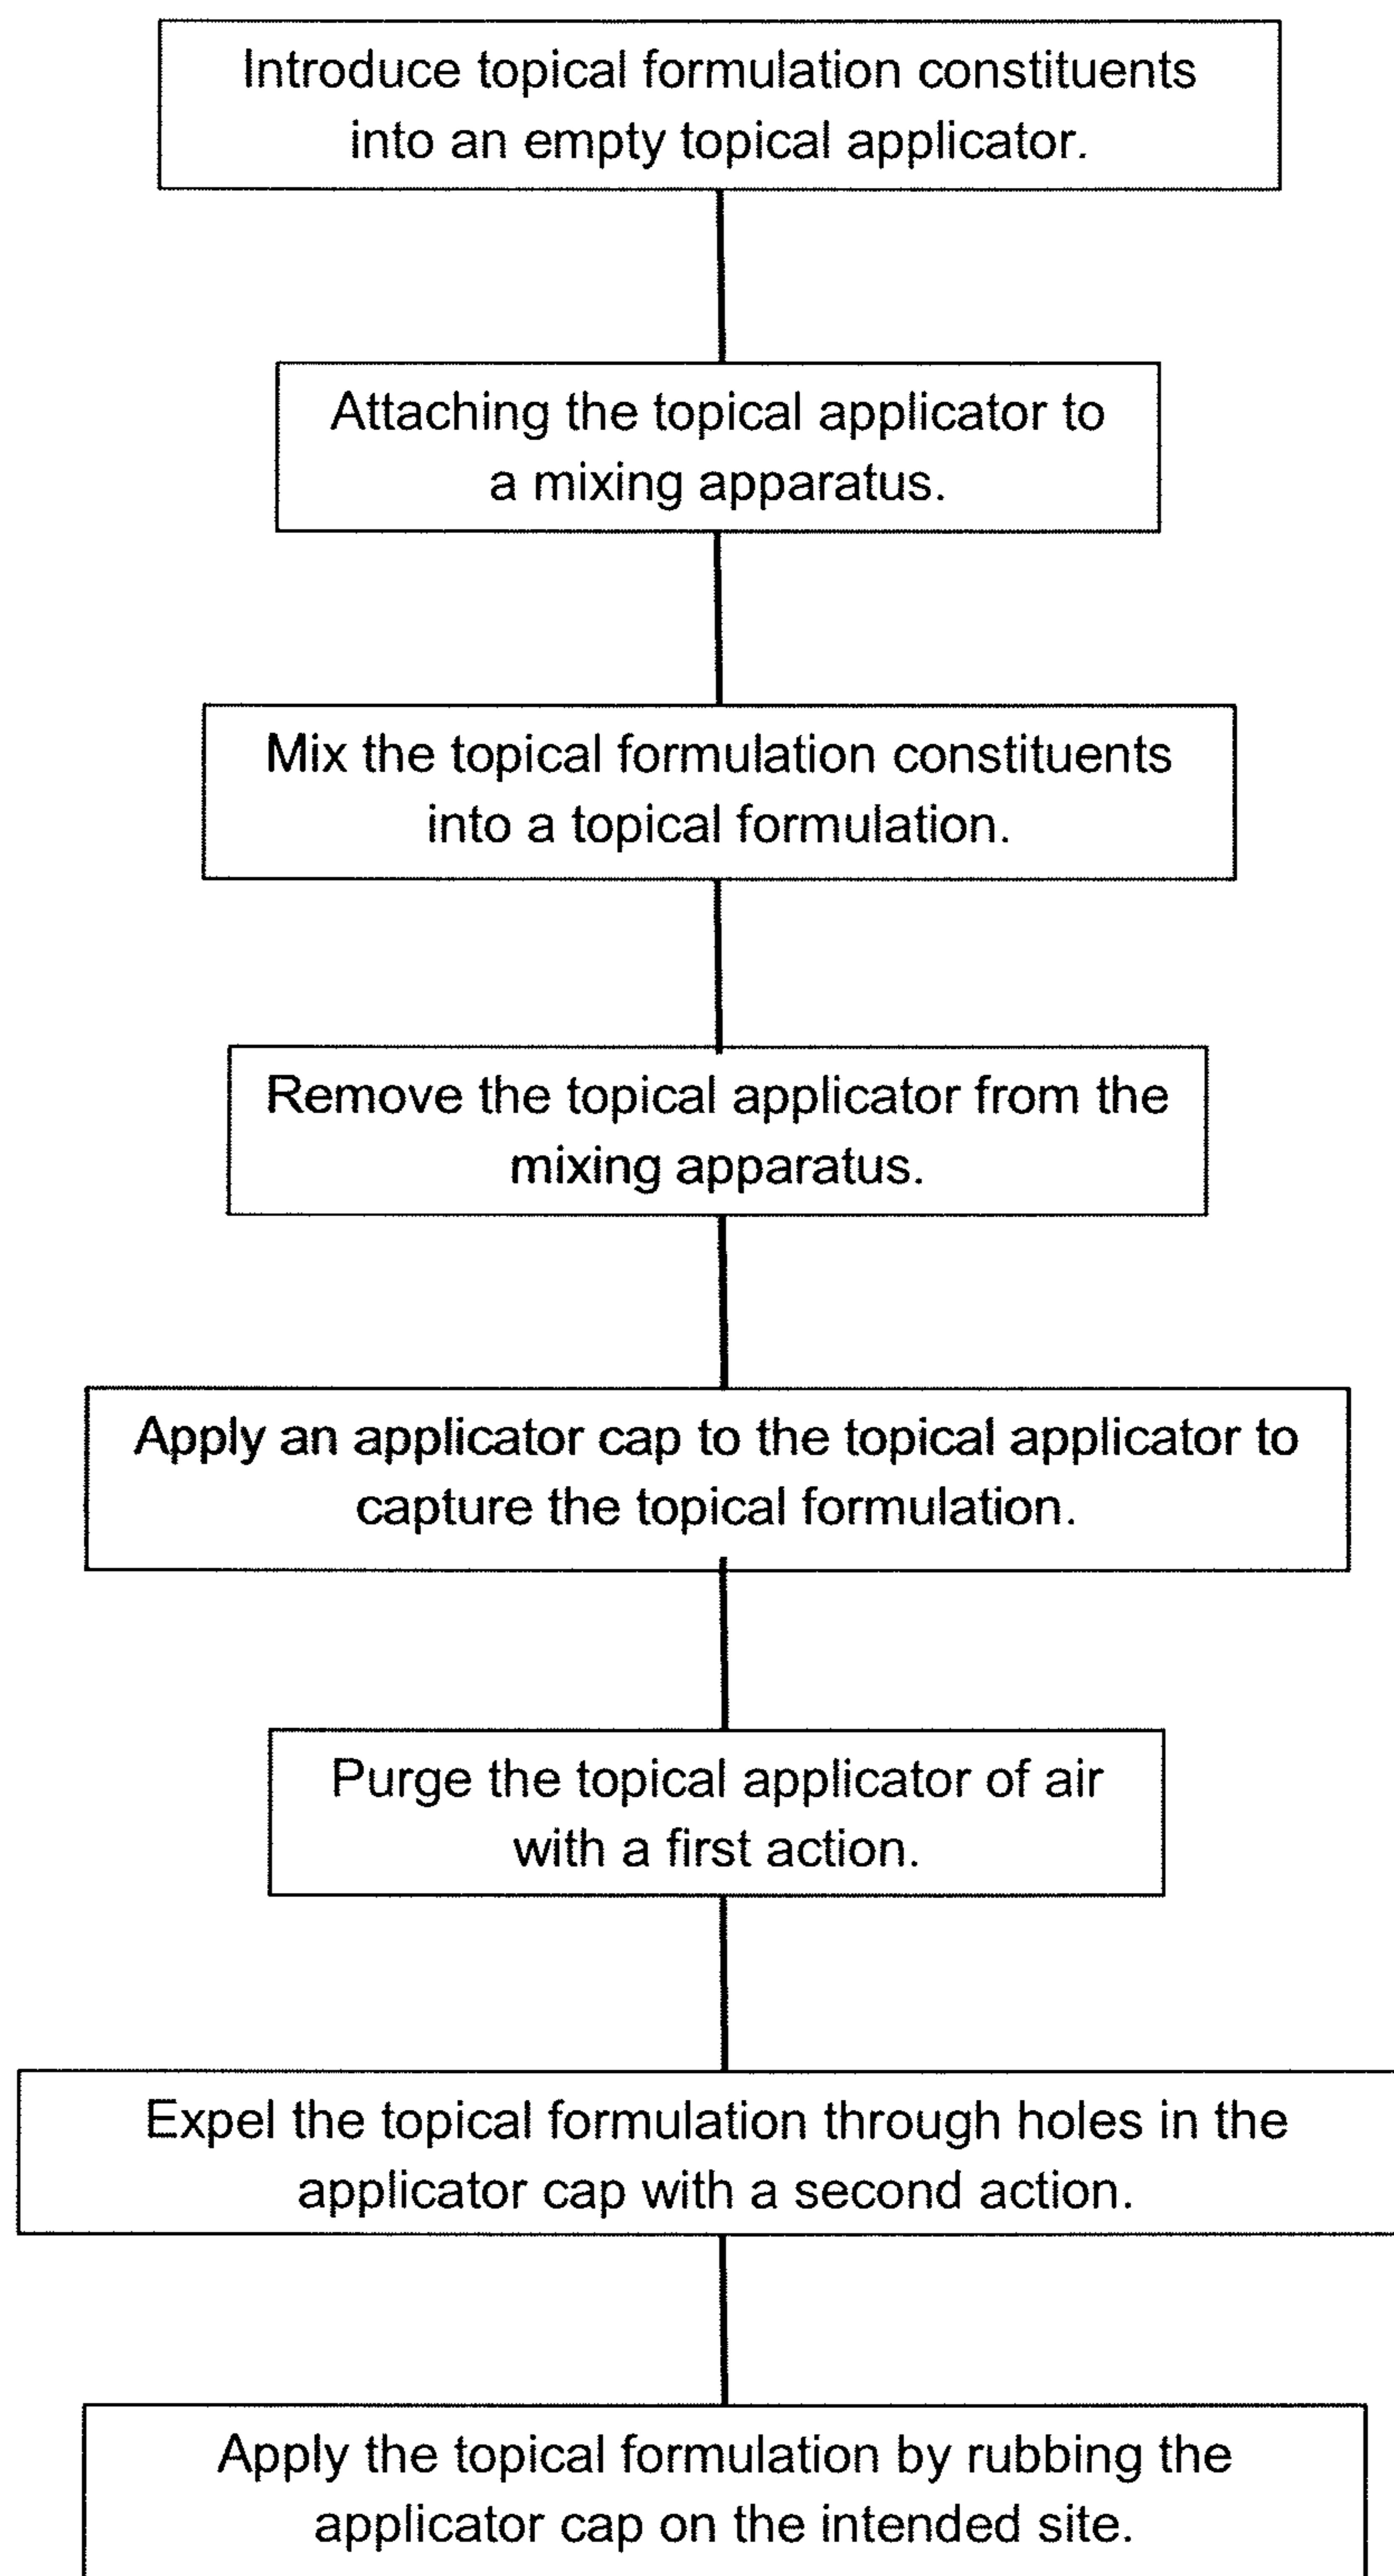 Introduce topical formulation constituents
into an empty topical applicator.
Attaching the topical applicator to
a mixing apparatus.
Mix the topical formulation constituents
into a topical formulation.
Remove the topical applicator from the
mixing apparatus.
Apply an applicator cap to the topical applicator to
capture the topical formulation.
Purge the topical applicator of air
with a first action.
Expel the topical formulation through holes in the
applicator cap with a second action.
Apply the topical formulation by rubbing the
applicator cap on the intended site.